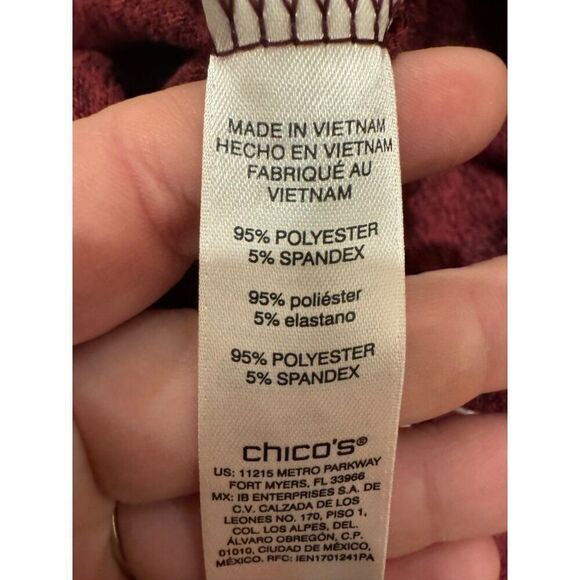 MADE IN VIETNAM
HECHO EN VIETNAM
FABRIQUÉ AU
VIETNAM
95% POLYESTER
5% SPANDEX
95% poliéster
5% elastano
95% POLYESTER
5% SPANDEX
chico's®
US: 11215 METRO PARKWAY
FORT MYERS, FL 33966
MX: IB ENTERPRISES S.A. DE
C.V. CALZADA DE LOS
LEONES NO. 170, PISO 1,
COL. LOS ALPES, DEL.
ÁLVARO OBREGÓN, C.P.
01010, CIUDAD DE MÉXICO,
MÉXICO. RFC: IEN1701241PA